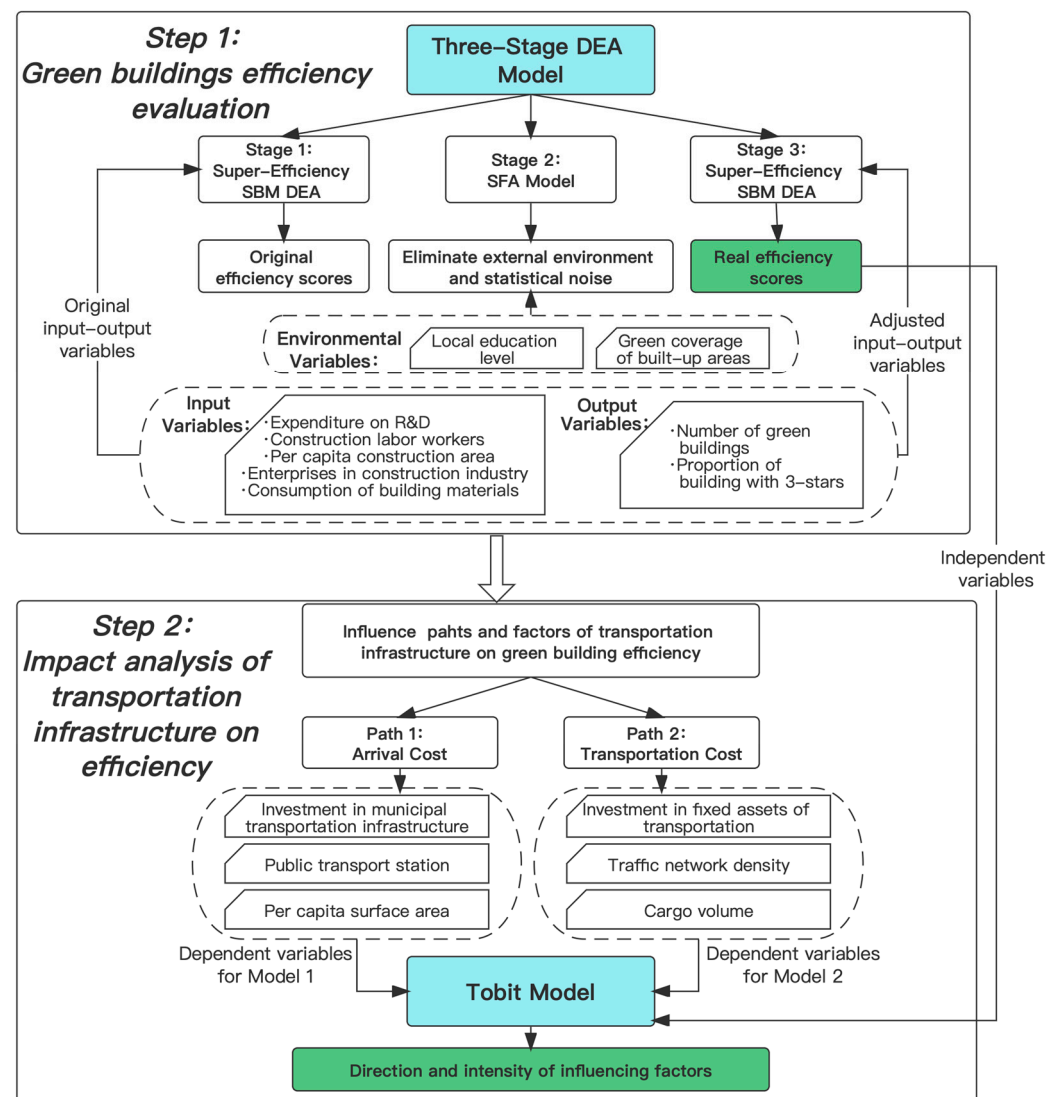 Step 1:
Green buildings efficiency
evaluation
Three-Stage DEA
Model
Stage 1:
Super-Efficiency
SBM DEA
Stage 2:
SFA Model
Stage 3:
Super-Efficiency
SBM DEA
Original
efficiency scores
Eliminate external environment
and statistical noise
Real efficiency
scores
Original
input-output
variables
Environmental
Variables:
Local education
level
Green coverage
of built-up areas
Adjusted
input-output
variables
Input
Variables:
·Expenditure on R&D
·Construction labor workers
·Per capita construction area
·Enterprises in construction industry
·Consumption of building materials
Output
Variables:
·Number of green
buildings
·Proportion of
building with 3-stars
Independent
variables
Step 2:
Impact analysis of
transportation
infrastructure on
efficiency
Influence pahts and factors of transportation
infrastructure on green building efficiency
Path 1:
Arrival Cost
Path 2:
Transportation Cost
Investment in municipal
transportation infrastructure
Public transport station
Per capita surface area
Investment in fixed assets of
transportation
Traffic network density
Cargo volume
Dependent variables
for Model 1
Dependent variables
for Model 2
Tobit Model
Direction and intensity of influencing factors